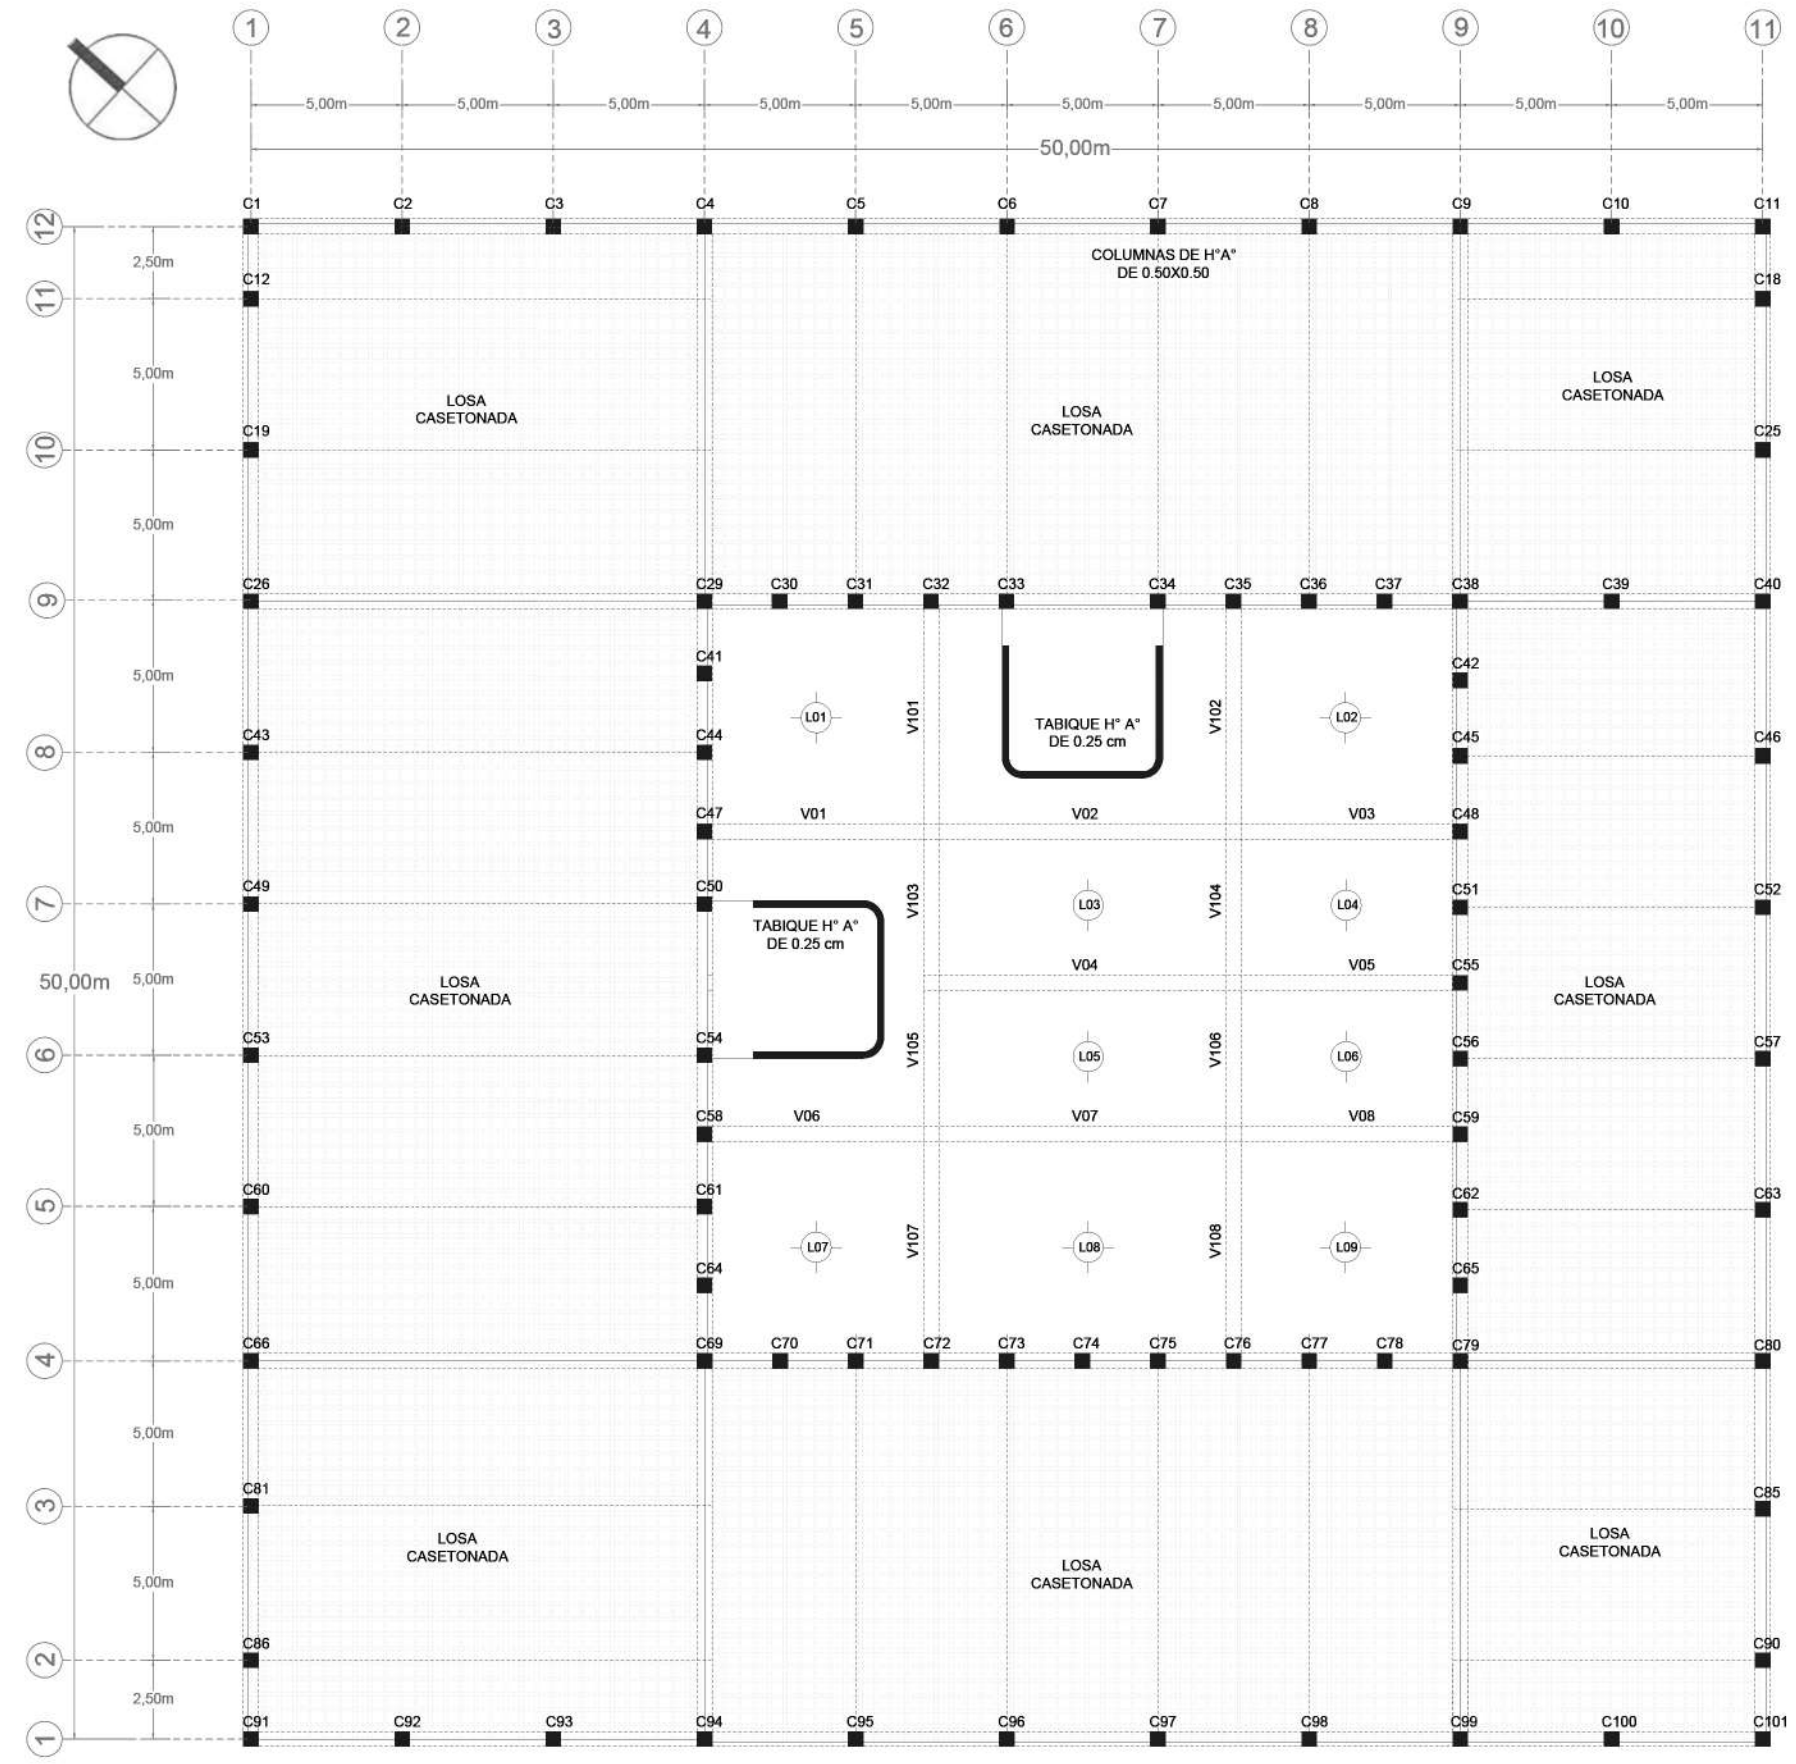 1 2 3 4 5 6 7 8 9 10 11
5,00m 5,00m 5,00m 5,00m 5,00m 5,00m 5,00m 5,00m 5,00m 5,00m
50,00m
C1 C2 C3 C4 C5 C6 C7 C8 C9 C10 C11
12
COLUMNAS DE H°A°
DE 0.50X0.50
2,50m
C12 C18
11
5,00m
LOSA
CASETONADA
LOSA
CASETONADA
LOSA
CASETONADA
C19 C25
10
5,00m
C26 C29 C30 C31 C32 C33 C34 C35 C36 C37 C38 C39 C40
9
C41 C42
5,00m
L01 V101 V102 L02
TABIQUE H° A°
DE 0.25 cm
C43 C44 C45 C46
8
C47 V01 V02 V03 C48
5,00m
C49 C50 C51 C52
7
V103 L03 V104 L04
TABIQUE H° A°
DE 0.25 cm
V04 V05 C55
50,00m 5,00m
LOSA
CASETONADA
LOSA
CASETONADA
C53 C54 C56 C57
6
V105 L05 V106 L06
C58 V06 V07 V08 C59
5,00m
C60 C61 C62 C63
5
L07 V107 L08 V108 L09
C64 C65
5,00m
C66 C69 C70 C71 C72 C73 C74 C75 C76 C77 C78 C79 C80
4
5,00m
C81 C85
3
LOSA
CASETONADA
LOSA
CASETONADA
LOSA
CASETONADA
5,00m
C86 C90
2
2,50m
C91 C92 C93 C94 C95 C96 C97 C98 C99 C100 C101
1